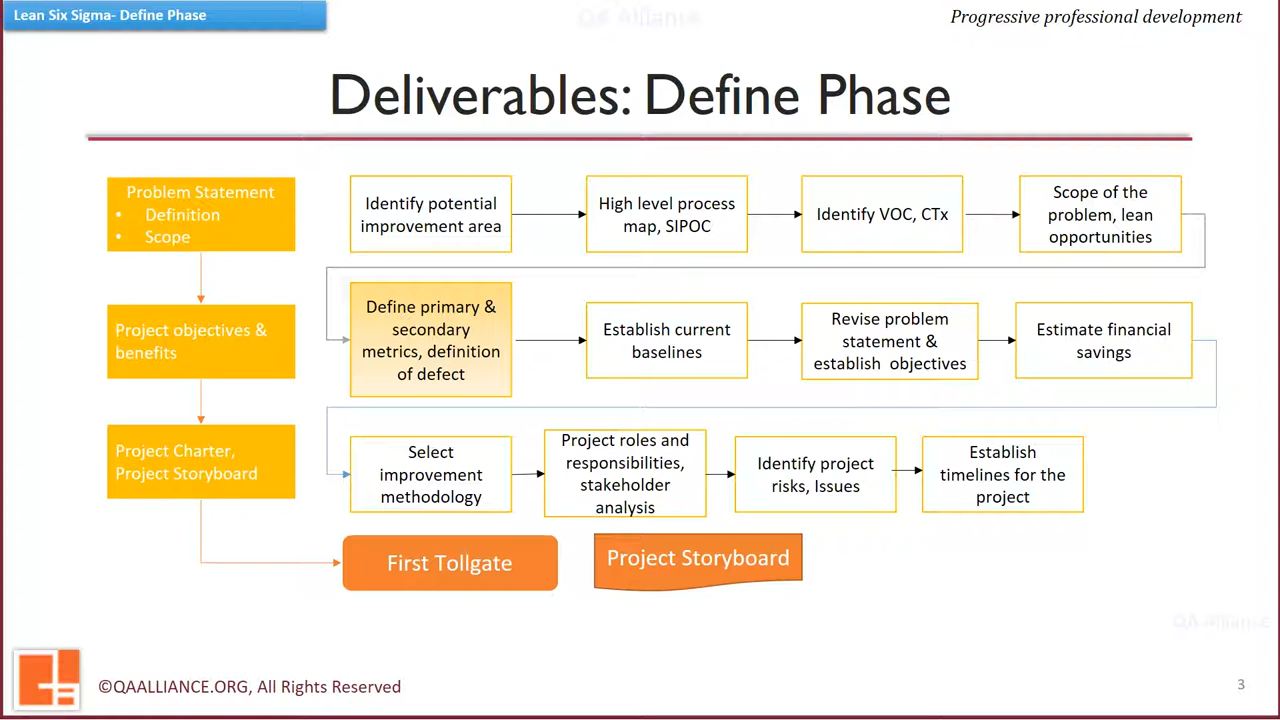 Lean Six Sigma- Define Phase
QA Alliance
Progressive professional development
Deliverables: Define Phase
Problem Statement
• Definition
• Scope
Identify potential
improvement area
High level process
map, SIPOC
Identify VOC, CTx
Scope of the
problem, lean
opportunities
Project objectives &
benefits
Define primary &
secondary
metrics, definition
of defect
Establish current
baselines
Revise problem
statement &
establish objectives
Estimate financial
savings
Project Charter,
Project Storyboard
Select
improvement
methodology
Project roles and
responsibilities,
stakeholder
analysis
Identify project
risks, Issues
Establish
timelines for the
project
First Tollgate
Project Storyboard
QA Alliance
©QAALLIANCE.ORG, All Rights Reserved
3